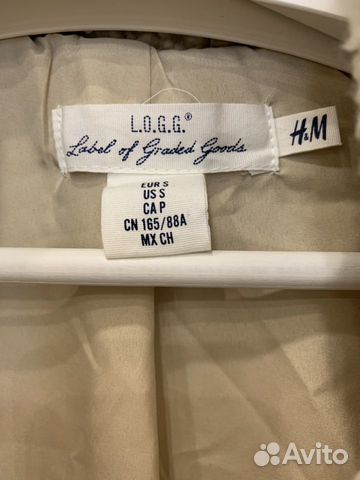 L.O.G.G.®
Label of Graded Goods
H&M
EUR S
US S
CA P
CN 165/88A
MX CH
Avito